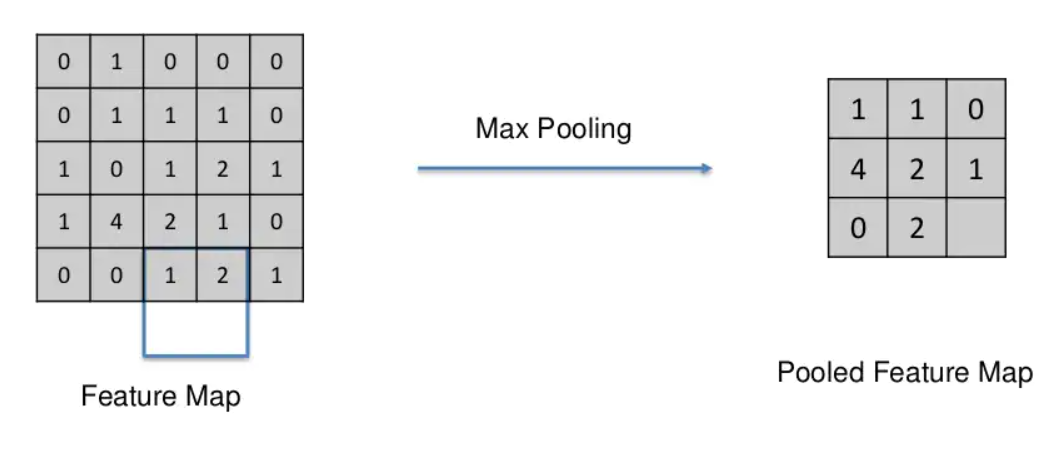 0 1 0 0 0
0 1 1 1 0
1 0 1 2 1
1 4 2 1 0
0 0 1 2 1
Feature Map
Max Pooling
1 1 0
4 2 1
0 2
Pooled Feature Map